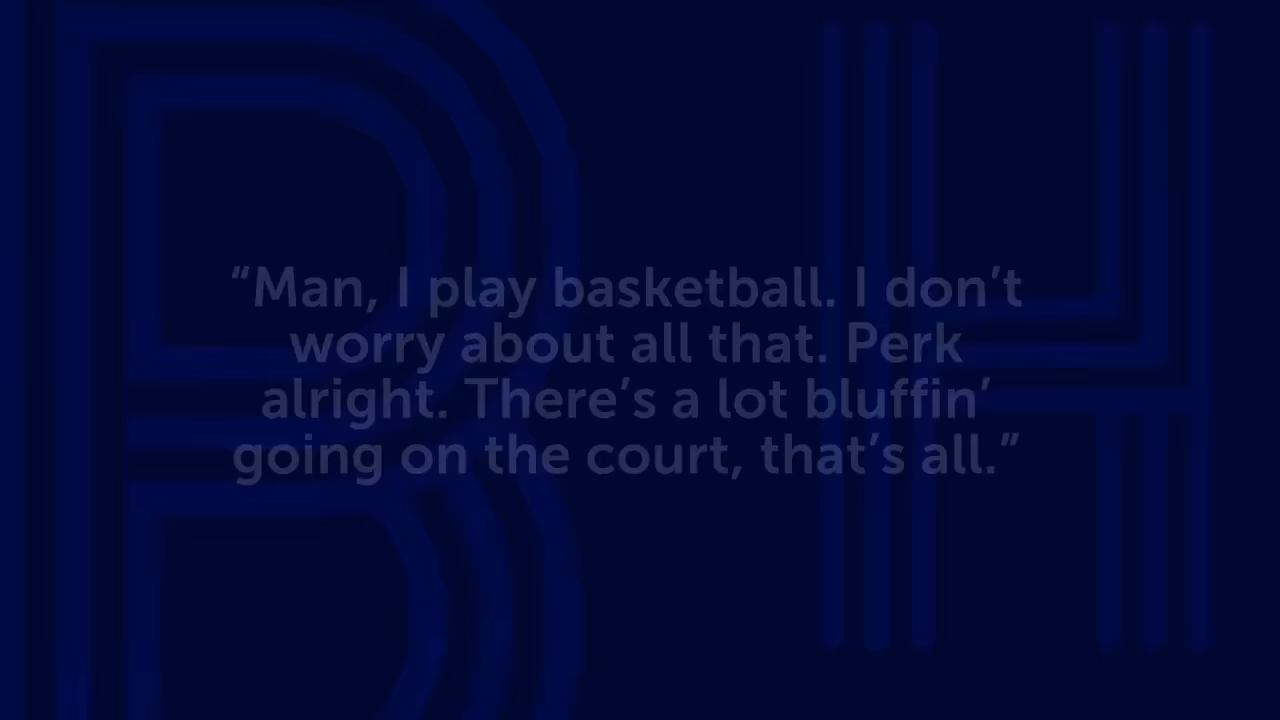 “Man, I play basketball. I don’t
worry about all that. Perk
alright. There’s a lot bluffin’
going on the court, that’s all.”